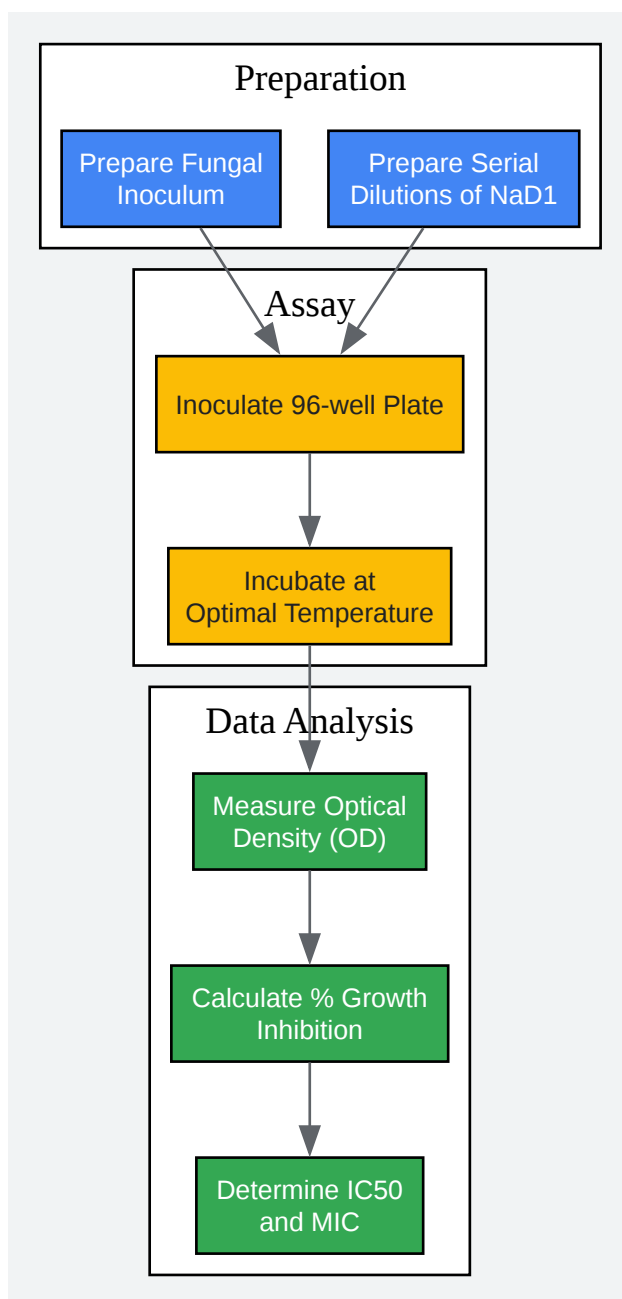 Preparation
Prepare Fungal
Inoculum
Prepare Serial
Dilutions of NaD1
Assay
Inoculate 96-well Plate
Incubate at
Optimal Temperature
Data Analysis
Measure Optical
Density (OD)
Calculate % Growth
Inhibition
Determine IC50
and MIC